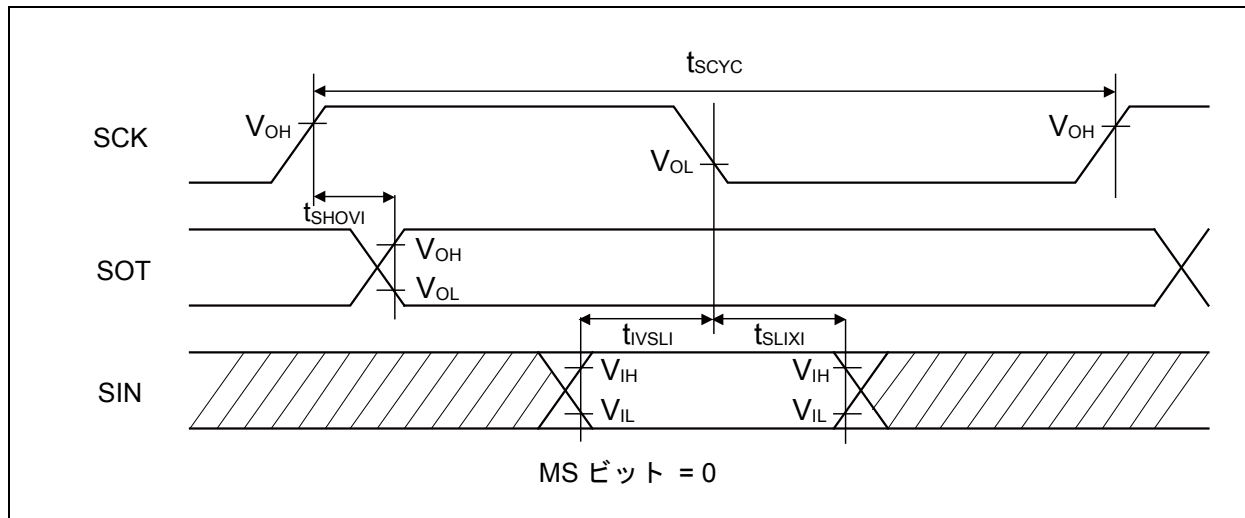 tSCYC
SCK
VOH
VOL
VOH
tSHOVI
SOT
VOH
VOL
tIVSLI
tSLIXI
SIN
VIH
VIL
VIH
VIL
MS ビット = 0